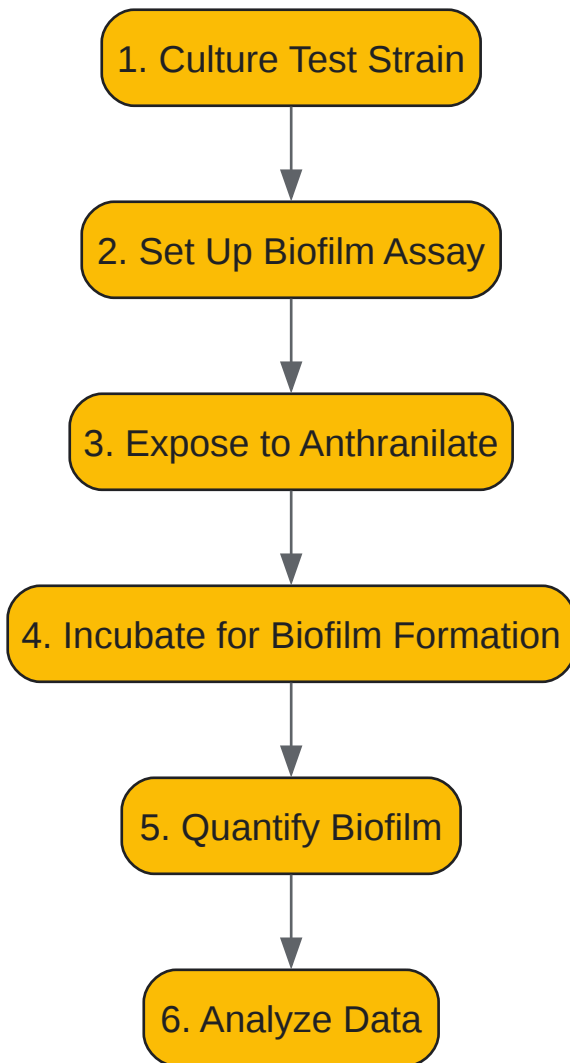 1. Culture Test Strain
2. Set Up Biofilm Assay
3. Expose to Anthranilate
4. Incubate for Biofilm Formation
5. Quantify Biofilm
6. Analyze Data